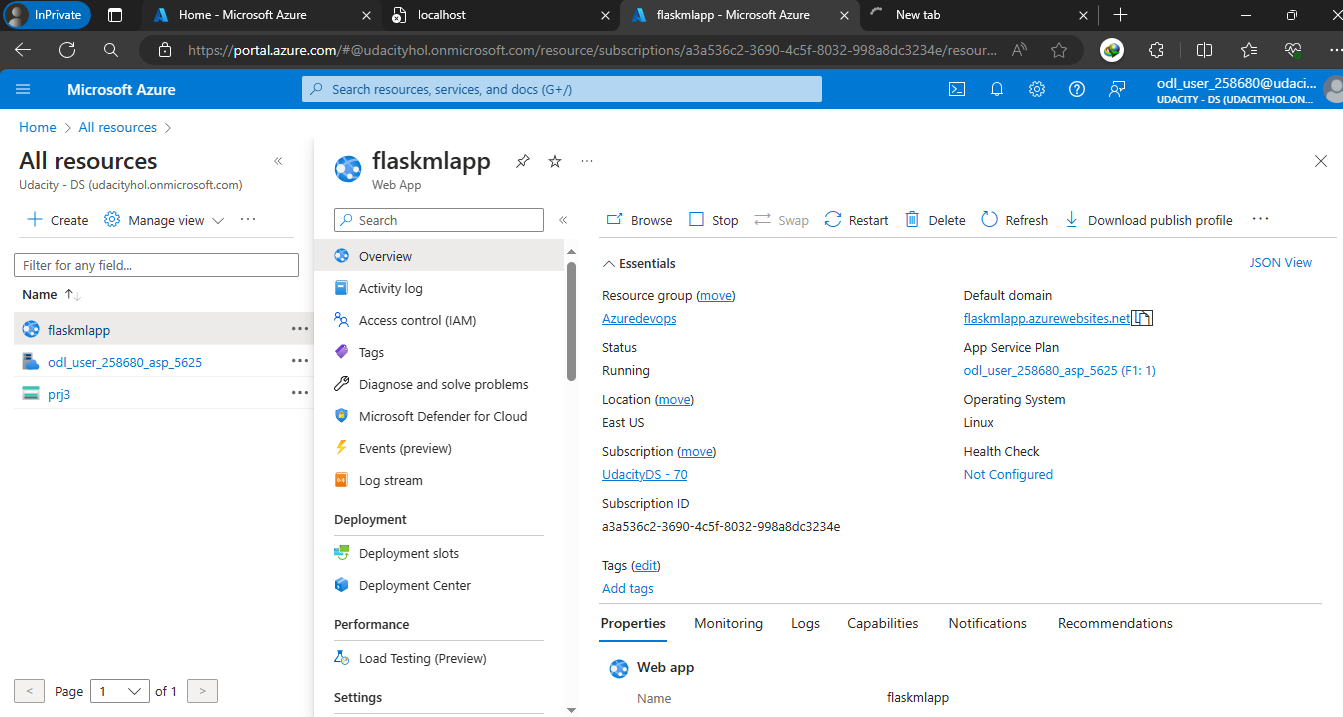 InPrivate
Home - Microsoft Azure
localhost
flaskmlapp - Microsoft Azure
New tab
https://portal.azure.com/#@udacityhol.onmicrosoft.com/resource/subscriptions/a3a536c2-3690-4c5f-8032-998a8dc3234e/resour...
Microsoft Azure
Search resources, services, and docs (G+/)
odl_user_258680@udaci...
UDACITY - DS (UDACITYHOL.ON...
Home > All resources >
All resources
Udacity - DS (udacityhol.onmicrosoft.com)
Create
Manage view
Filter for any field...
Name
flaskmlapp
odl_user_258680_asp_5625
prj3
< Page 1 of 1 >
flaskmlapp
Web App
Search
Overview
Activity log
Access control (IAM)
Tags
Diagnose and solve problems
Microsoft Defender for Cloud
Events (preview)
Log stream
Deployment
Deployment slots
Deployment Center
Performance
Load Testing (Preview)
Settings
Browse Stop Swap Restart Delete Refresh Download publish profile
Essentials
JSON View
Resource group (move)
Azuredevops
Status
Running
Location (move)
East US
Subscription (move)
UdacityDS - 70
Subscription ID
a3a536c2-3690-4c5f-8032-998a8dc3234e
Default domain
flaskmlapp.azurewebsites.net
App Service Plan
odl_user_258680_asp_5625 (F1: 1)
Operating System
Linux
Health Check
Not Configured
Tags (edit)
Add tags
Properties Monitoring Logs Capabilities Notifications Recommendations
Web app
Name flaskmlapp